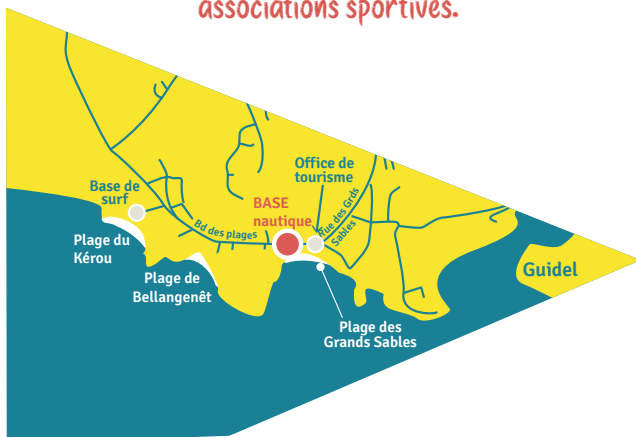 associations sportives.
Office de
tourisme
Base de
surf
BASE
nautique
Rue des Grds
Sables
Bd des plages
Plage du
Kérou
Plage de
Bellangenêt
Guidel
Plage des
Grands Sables